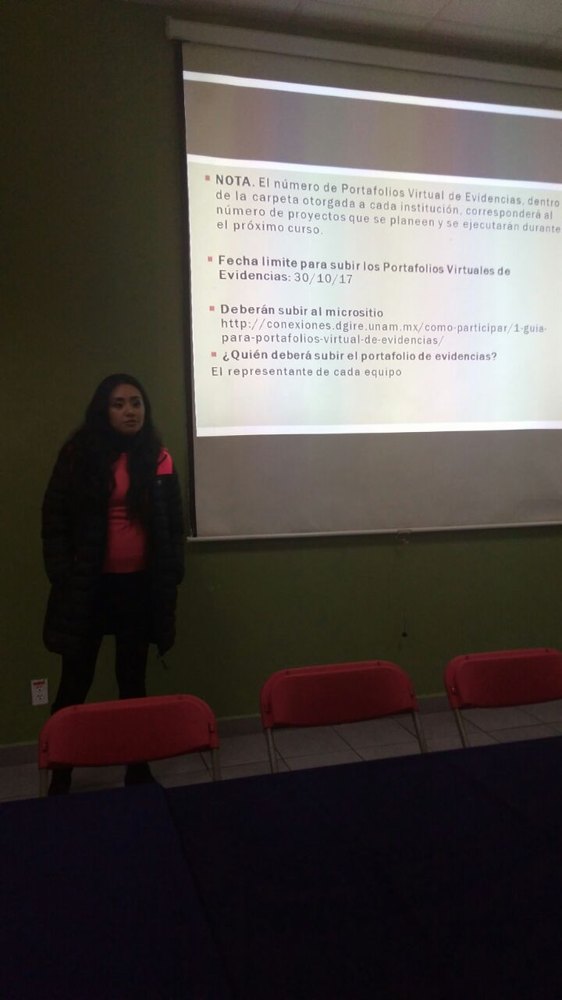 NOTA. El número de Portafolios Virtual de Evidencias, dentro
de la carpeta otorgada a cada institución, corresponderá al
número de proyectos que se planeen y se ejecutarán durante
el próximo curso.
Fecha limite para subir los Portafolios Virtuales de
Evidencias: 30/10/17
Deberán subir al micrositio
http://conexiones.dgire.unam.mx/como-participar/1-guia-
para-portafolios-virtual-de-evidencias/
¿Quién deberá subir el portafolio de evidencias?
El representante de cada equipo